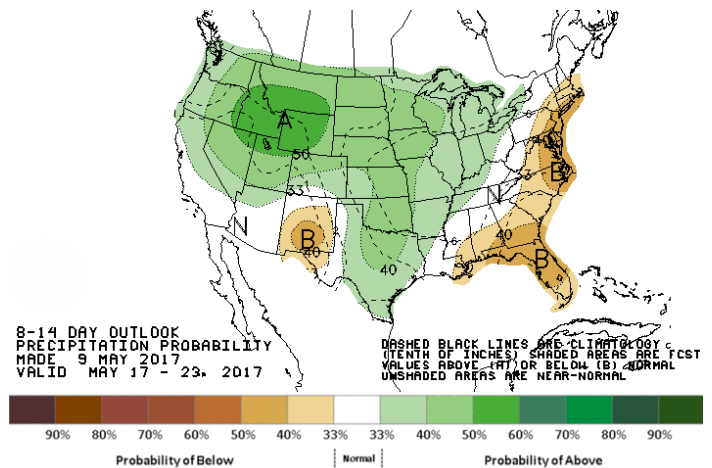 A
50
33
N
B
40
40
N
40
B
B
8-14 DAY OUTLOOK
PRECIPITATION PROBABILITY
MADE 9 MAY 2017
VALID MAY 17 - 23, 2017
DASHED BLACK LINES ARE CLIMATOLOGY
(TENTH OF INCHES) SHADED AREAS ARE FCST
VALUES ABOVE (A) OR BELOW (B) NORMAL
UNSHADED AREAS ARE NEAR-NORMAL
90% 80% 70% 60% 50% 40% 33% 33% 40% 50% 60% 70% 80% 90%
Probability of Below Normal Probability of Above